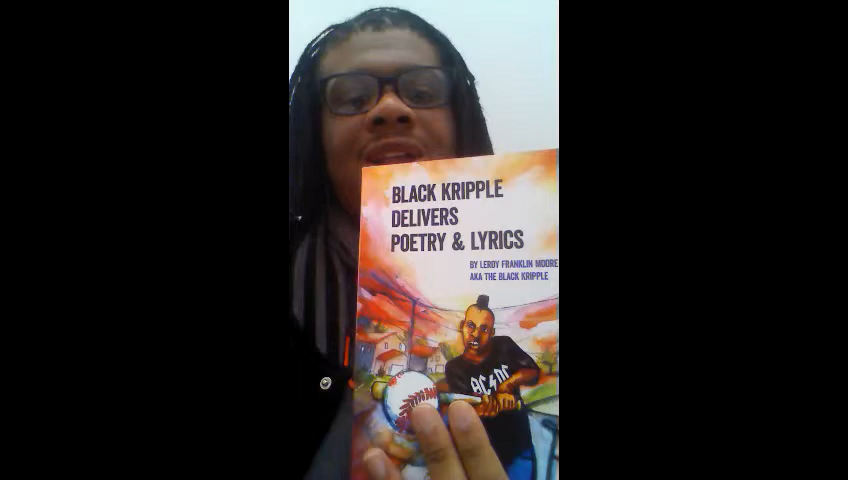 BLACK KRIPPLE
DELIVERS
POETRY & LYRICS
BY LEROY FRANKLIN MOORE
AKA THE BLACK KRIPPLE
AC⚡DC